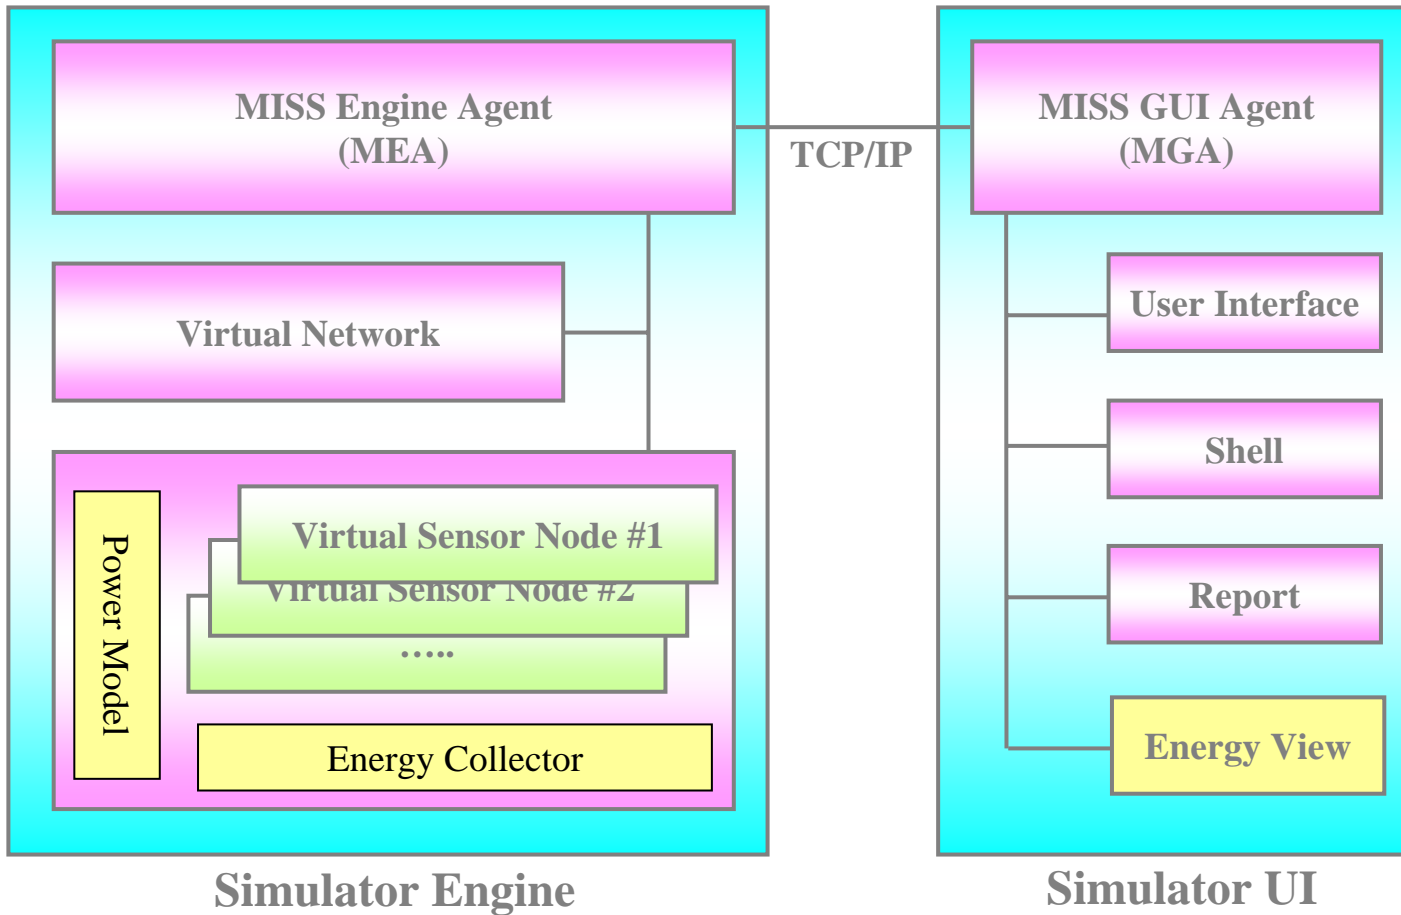 MISS Engine Agent
(MEA)
TCP/IP
MISS GUI Agent
(MGA)
Virtual Network
User Interface
Shell
Report
Energy View
Power Model
Virtual Sensor Node #1
Virtual Sensor Node #2
.....
Energy Collector
Simulator Engine
Simulator UI